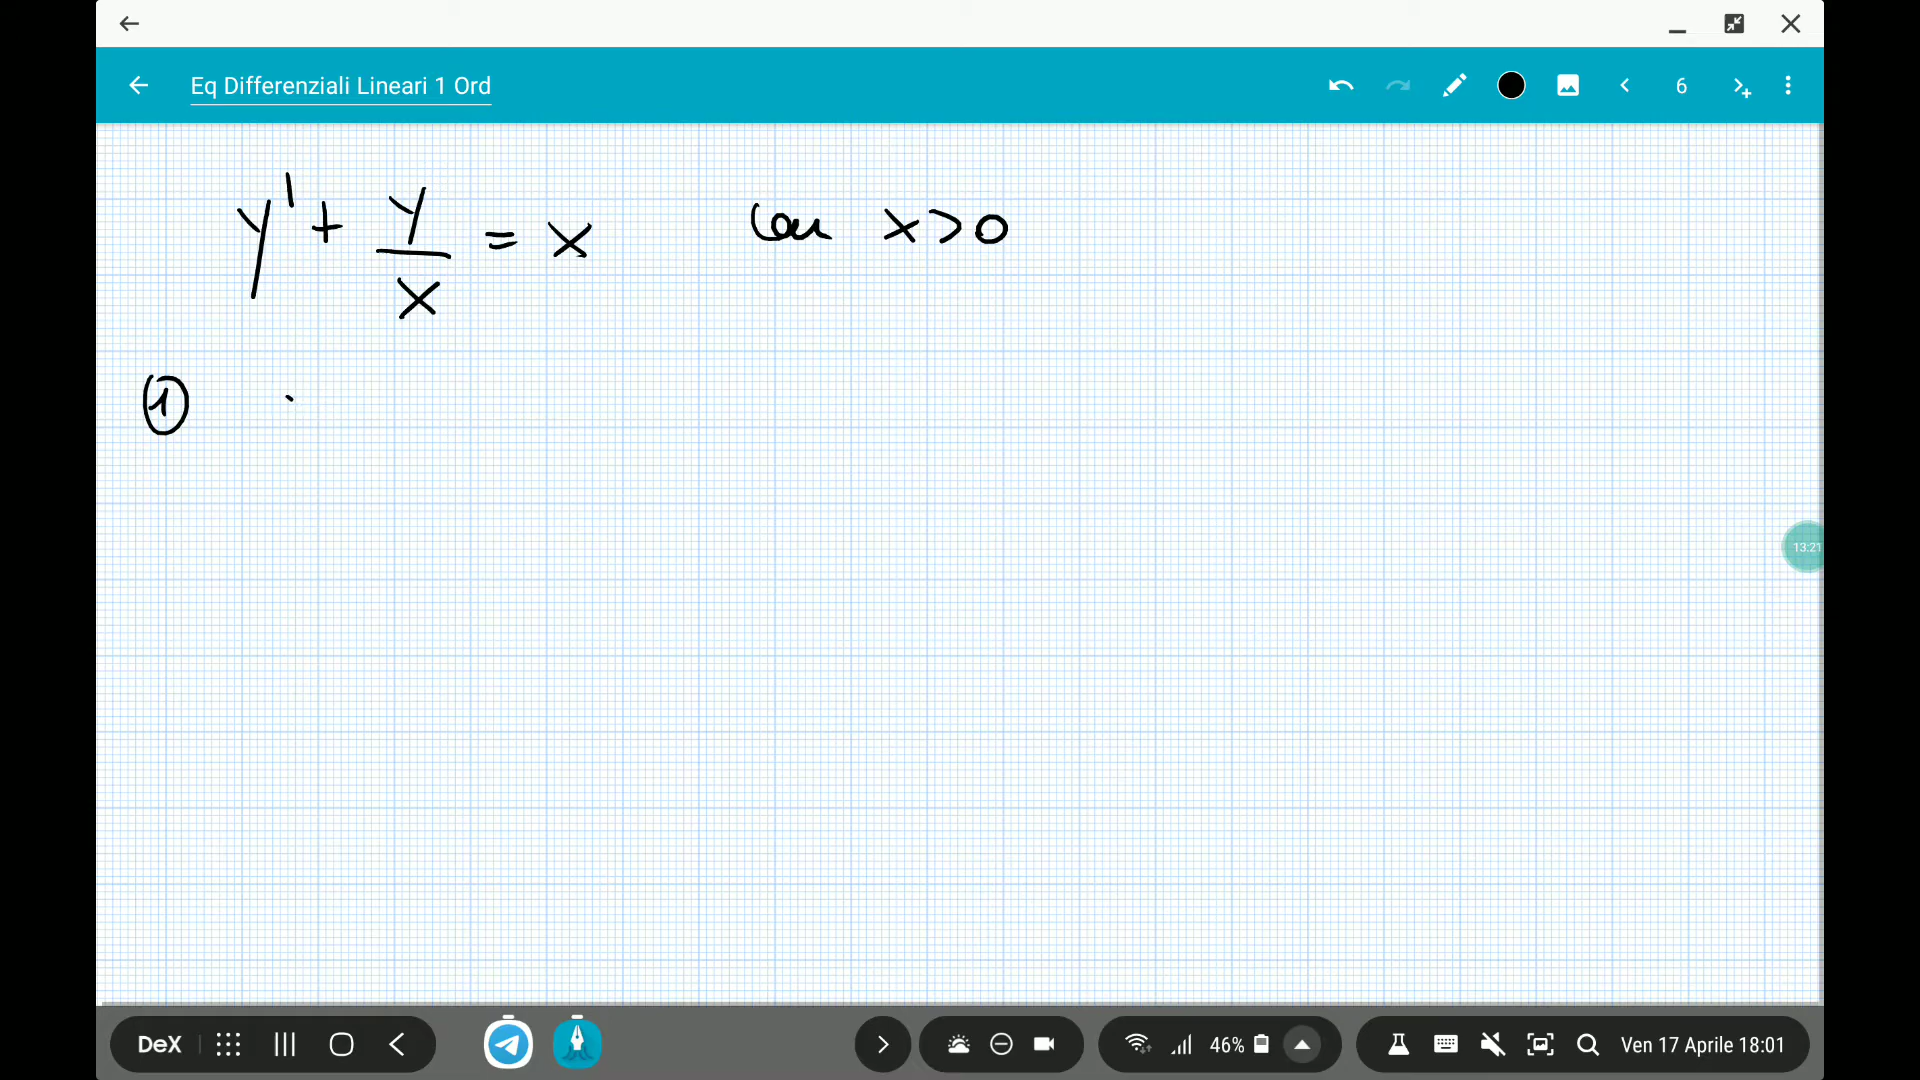 Eq Differenziali Lineari 1 Ord
6
y' + y/x = x con x>0
①
13:21
DeX
46%
Ven 17 Aprile 18:01